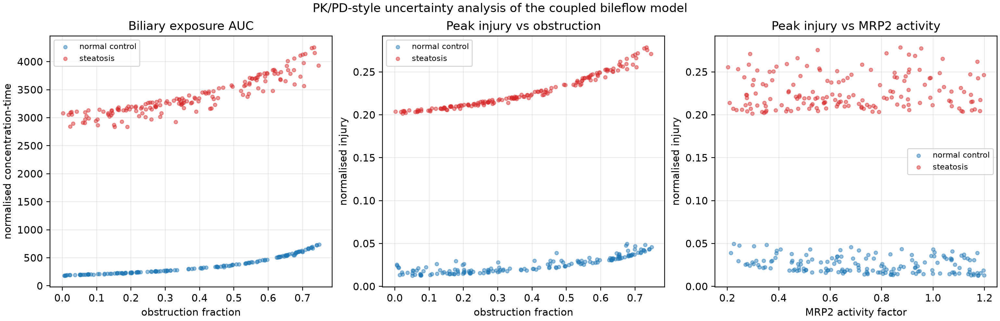 PK/PD-style uncertainty analysis of the coupled bileflow model
Biliary exposure AUC
normal control
steatosis
normalised concentration-time
4000
3500
3000
2500
2000
1500
1000
500
0
0.0 0.1 0.2 0.3 0.4 0.5 0.6 0.7
obstruction fraction
Peak injury vs obstruction
normal control
steatosis
normalised injury
0.25
0.20
0.15
0.10
0.05
0.00
0.0 0.1 0.2 0.3 0.4 0.5 0.6 0.7
obstruction fraction
Peak injury vs MRP2 activity
normal control
steatosis
normalised injury
0.25
0.20
0.15
0.10
0.05
0.00
0.2 0.4 0.6 0.8 1.0 1.2
MRP2 activity factor